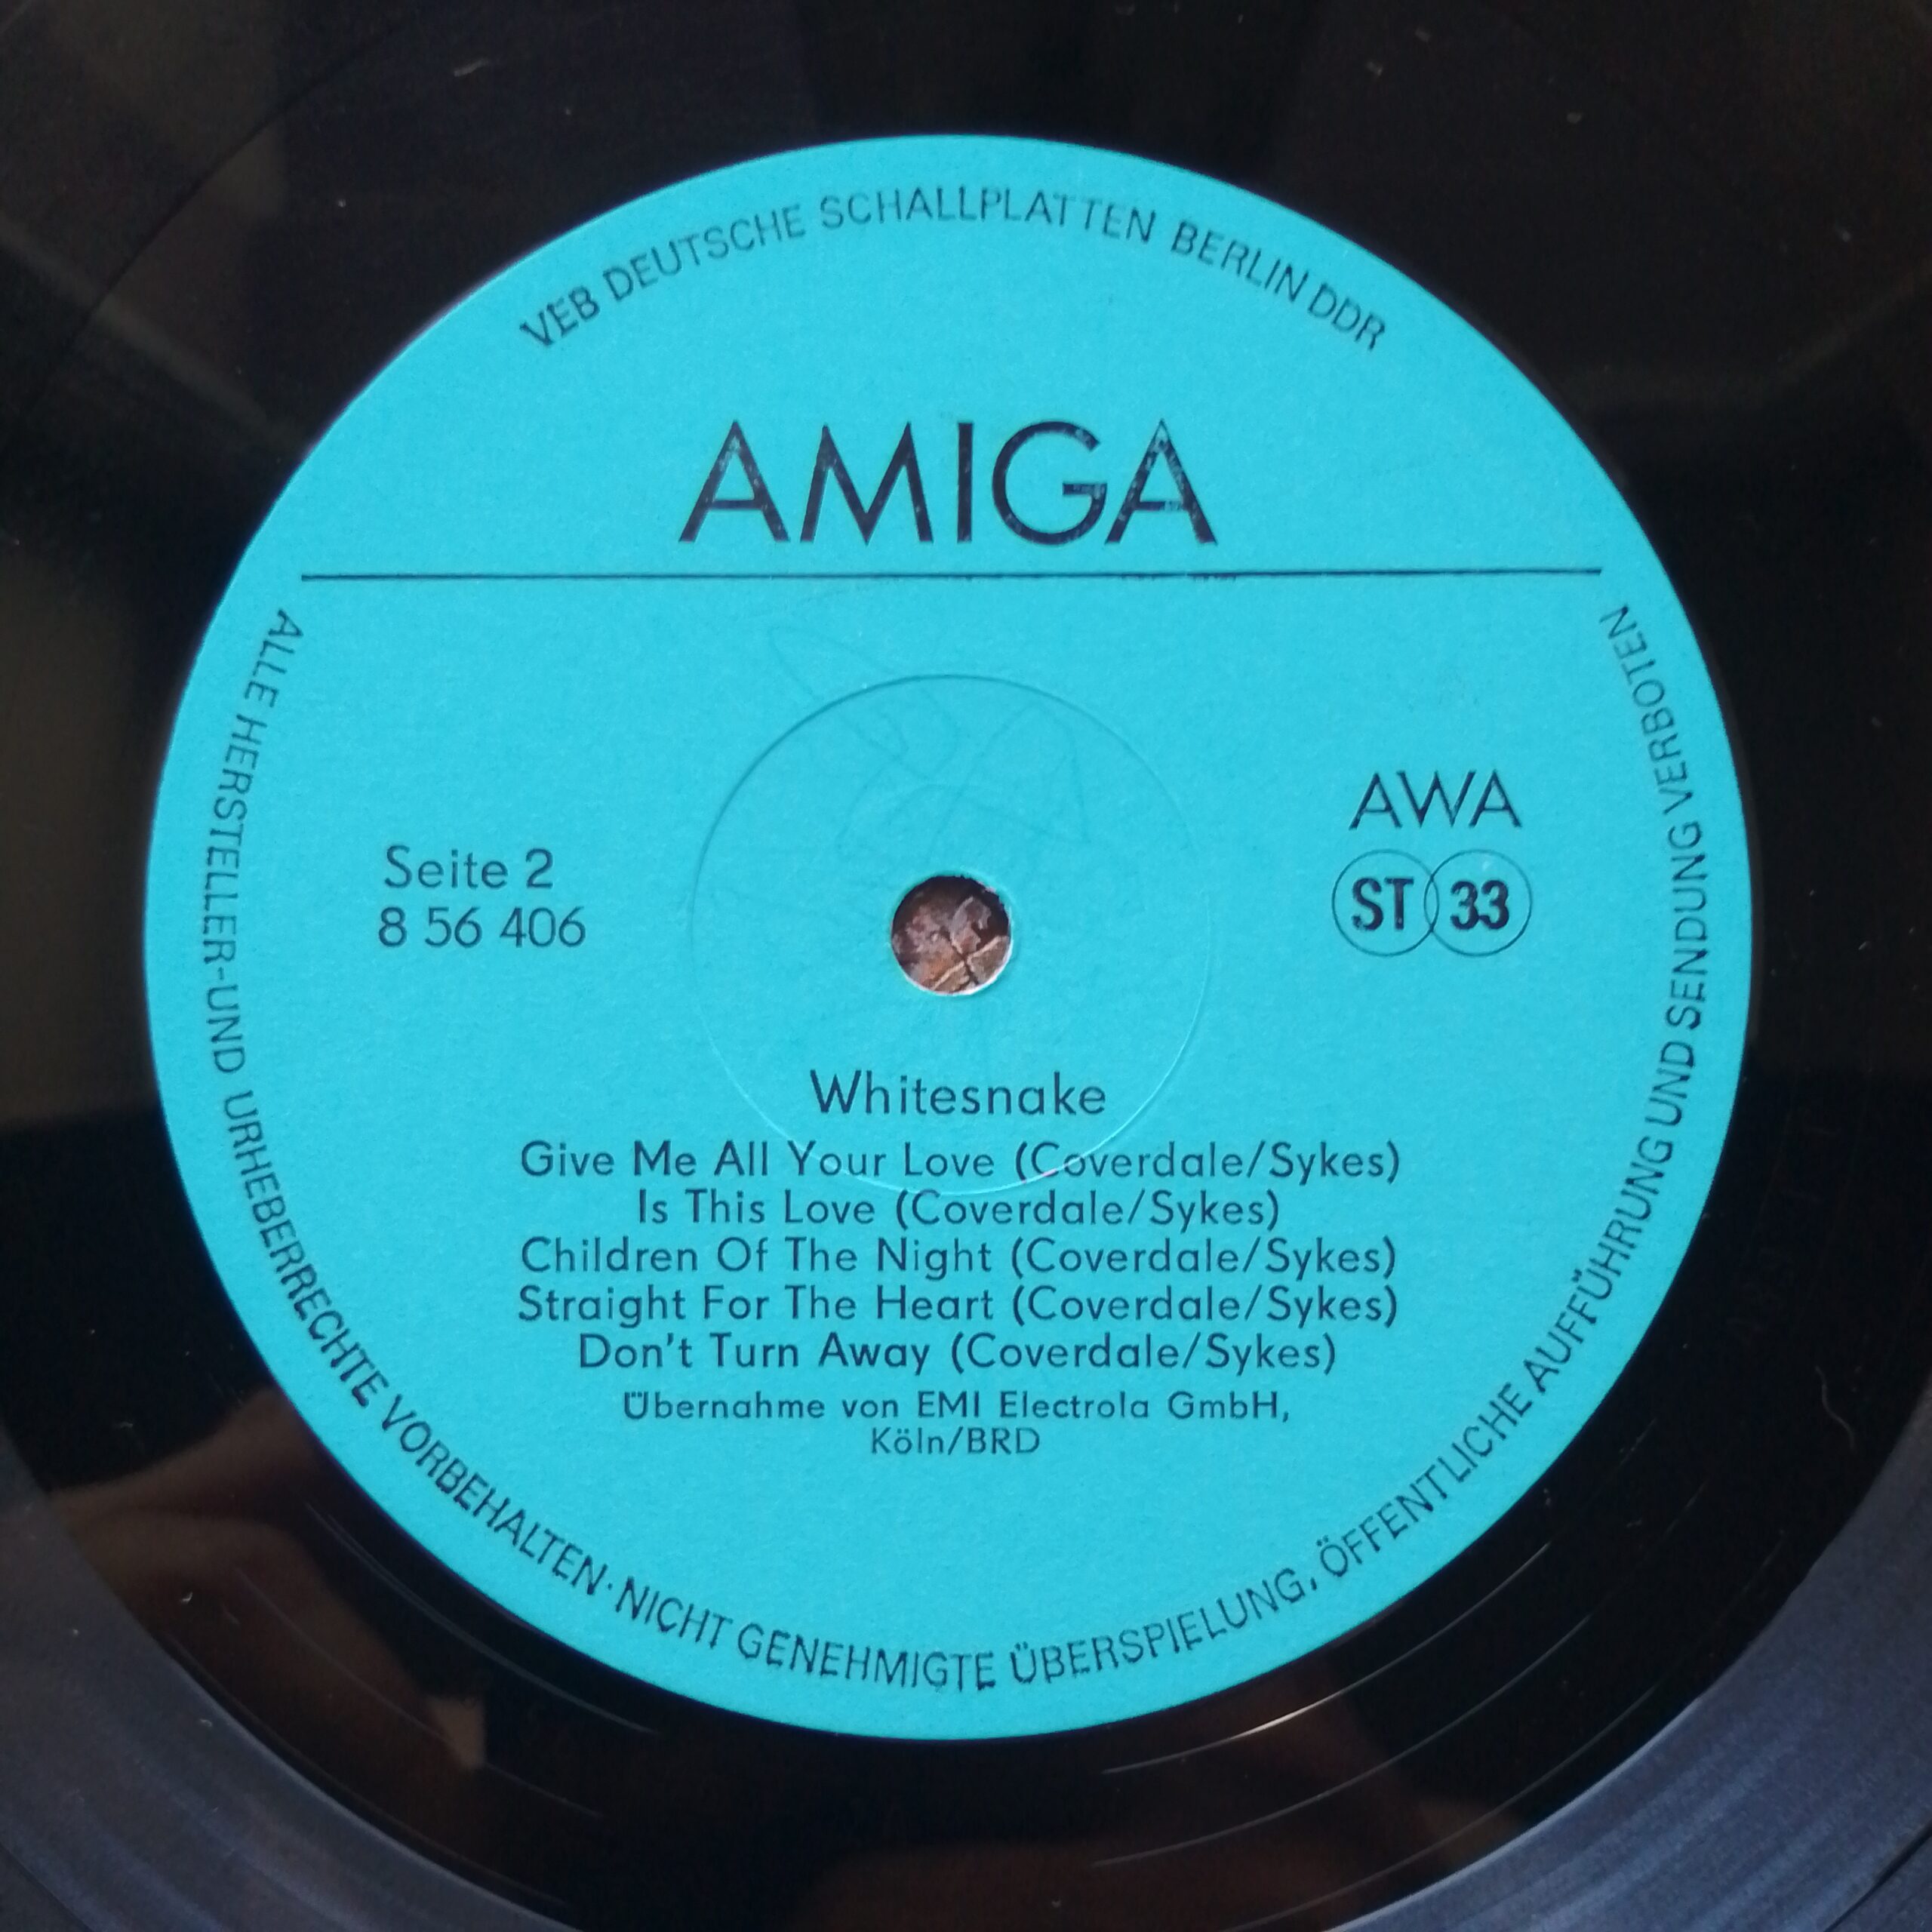 VEB DEUTSCHE SCHALLPLATTEN BERLIN DDR
AMIGA
Seite 2
8 56 406
AWA
ST 33
Whitesnake
Give Me All Your Love (Coverdale/Sykes)
Is This Love (Coverdale/Sykes)
Children Of The Night (Coverdale/Sykes)
Straight For The Heart (Coverdale/Sykes)
Don't Turn Away (Coverdale/Sykes)
Übernahme von EMI Electrola GmbH,
Köln/BRD
ALLE HERSTELLER-UND URHEBERRECHTE VORBEHALTEN · NICHT GENEHMIGTE ÜBERSPIELUNG, ÖFFENTLICHE AUFFÜHRUNG UND SENDUNG VERBOTEN